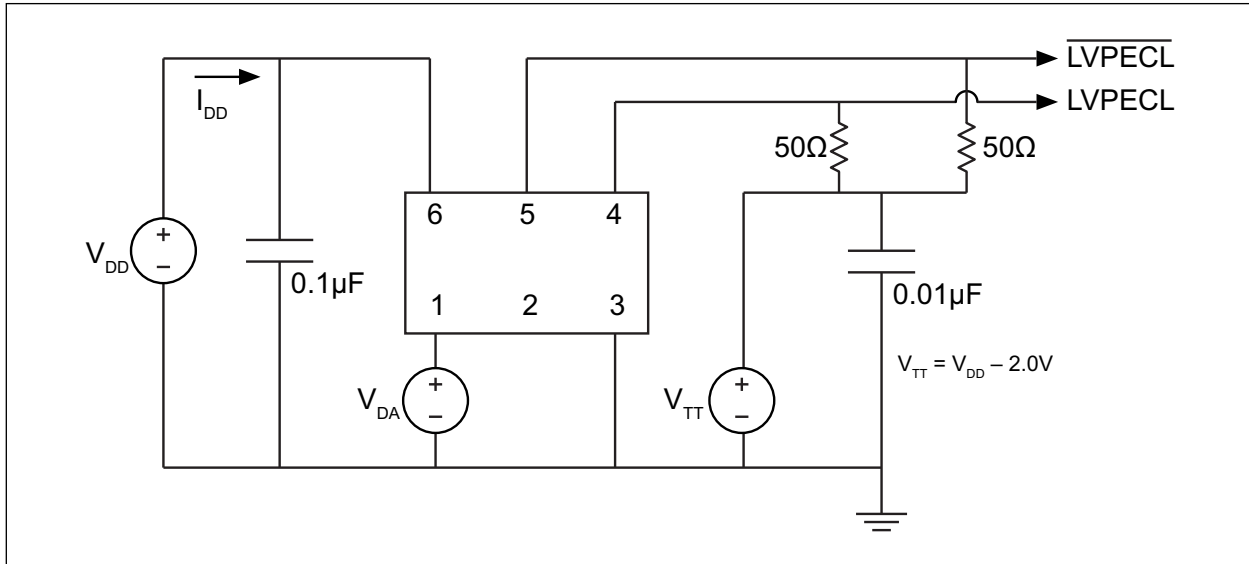 L̅V̅P̅E̅C̅L̅
I_DD
LVPECL
50Ω 50Ω
6 5 4
V_DD + –
0.1µF
1 2 3
0.01µF
V_TT = V_DD – 2.0V
V_DA + –
V_TT + –